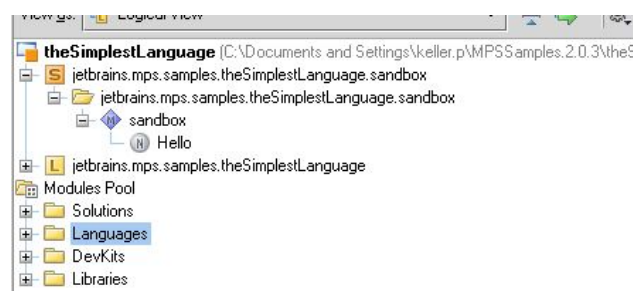 View as: Logical View
theSimplestLanguage (C:\Documents and Settings\keller.p\MPSSamples.2.0.3\theS
S jetbrains.mps.samples.theSimplestLanguage.sandbox
jetbrains.mps.samples.theSimplestLanguage.sandbox
M sandbox
N Hello
L jetbrains.mps.samples.theSimplestLanguage
Modules Pool
Solutions
Languages
DevKits
Libraries